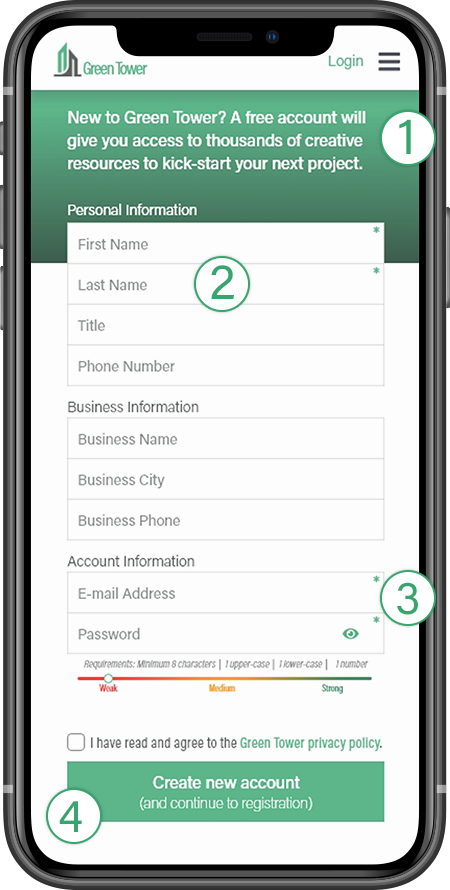 Green Tower
Login
New to Green Tower? A free account will
give you access to thousands of creative
resources to kick-start your next project.
1
Personal Information
First Name *
Last Name *
2
Title
Phone Number
Business Information
Business Name
Business City
Business Phone
Account Information
E-mail Address *
3
Password *
Requirements: Minimum 8 characters | 1 upper-case | 1 lower-case | 1 number
Weak Medium Strong
I have read and agree to the Green Tower privacy policy.
Create new account
(and continue to registration)
4